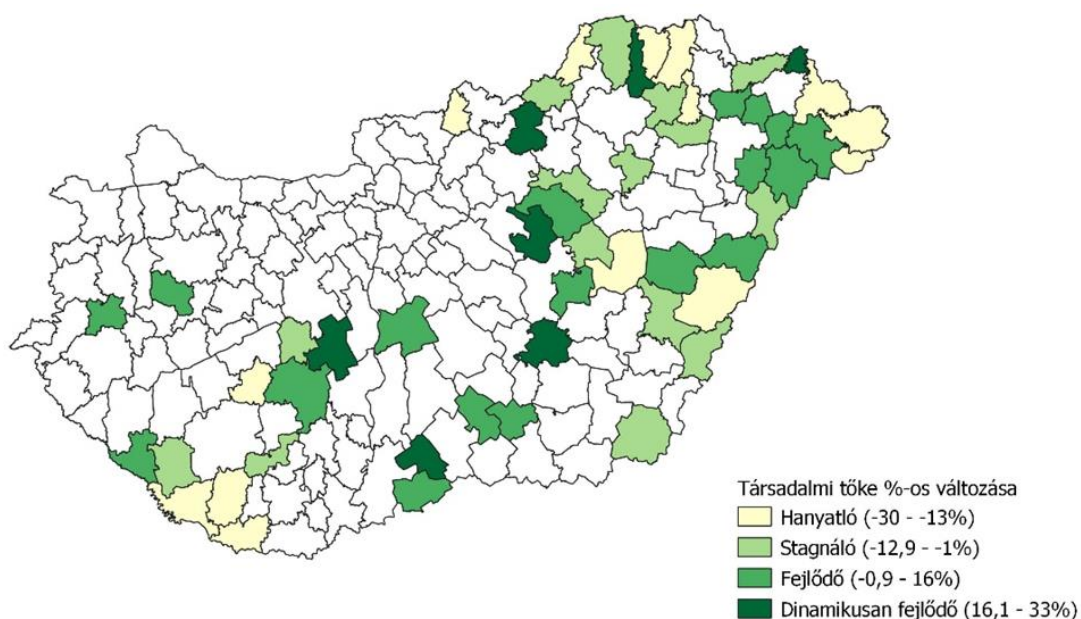 Társadalmi tőke %-os változása
Hanyatló (-30 - -13%)
Stagnáló (-12,9 - -1%)
Fejlődő (-0,9 - 16%)
Dinamikusan fejlődő (16,1 - 33%)